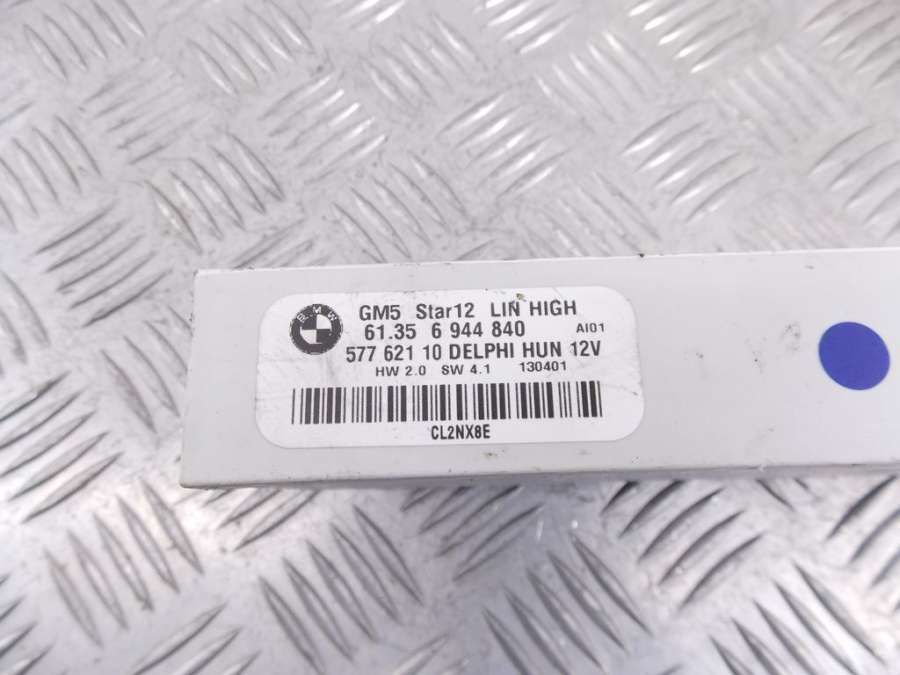 BMW
GM5 Star12 LIN HIGH
61.35 6 944 840 AI01
577 621 10 DELPHI HUN 12V
HW 2.0 SW 4.1 130401
CL2NX8E